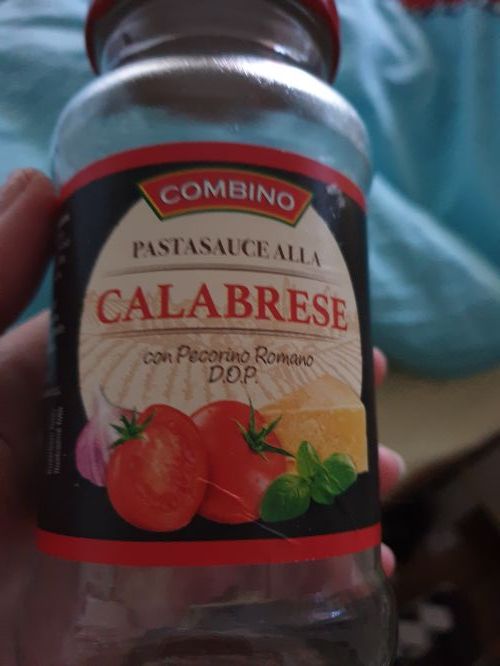 COMBINO
PASTASAUCE ALLA
CALABRESE
con Pecorino Romano
D.O.P.